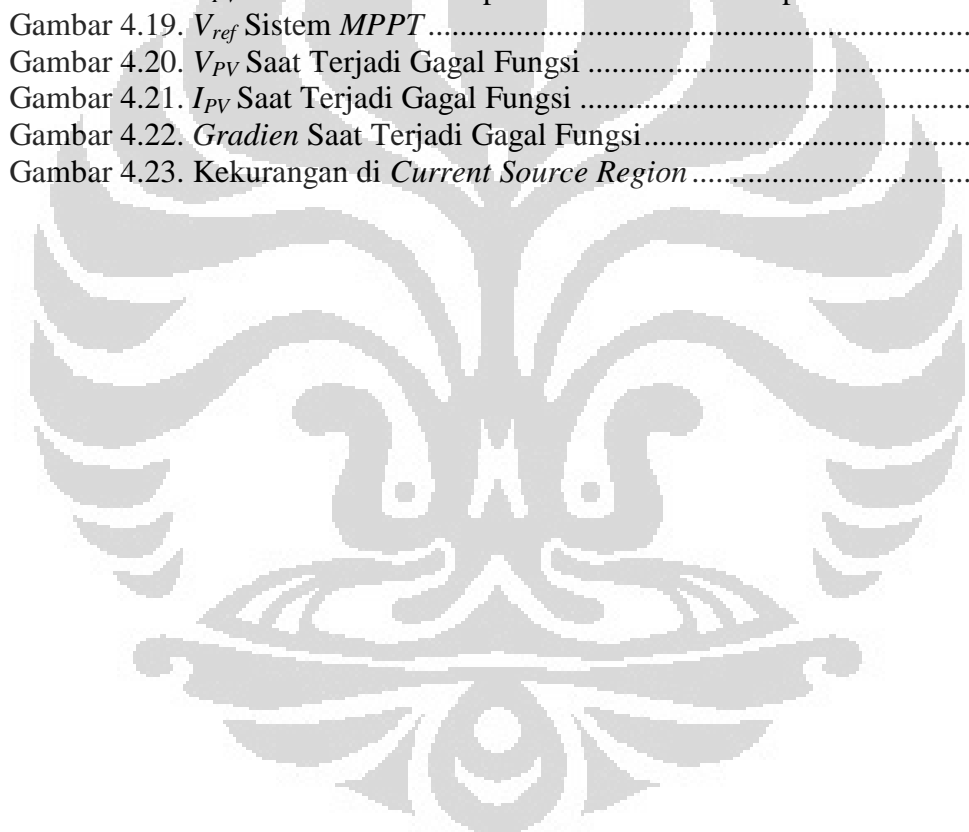 Gambar 4.19. Vref Sistem MPPT ........................................................................
Gambar 4.20. VPV Saat Terjadi Gagal Fungsi ..................................................
Gambar 4.21. IPV Saat Terjadi Gagal Fungsi ...................................................
Gambar 4.22. Gradien Saat Terjadi Gagal Fungsi...........................................
Gambar 4.23. Kekurangan di Current Source Region ....................................